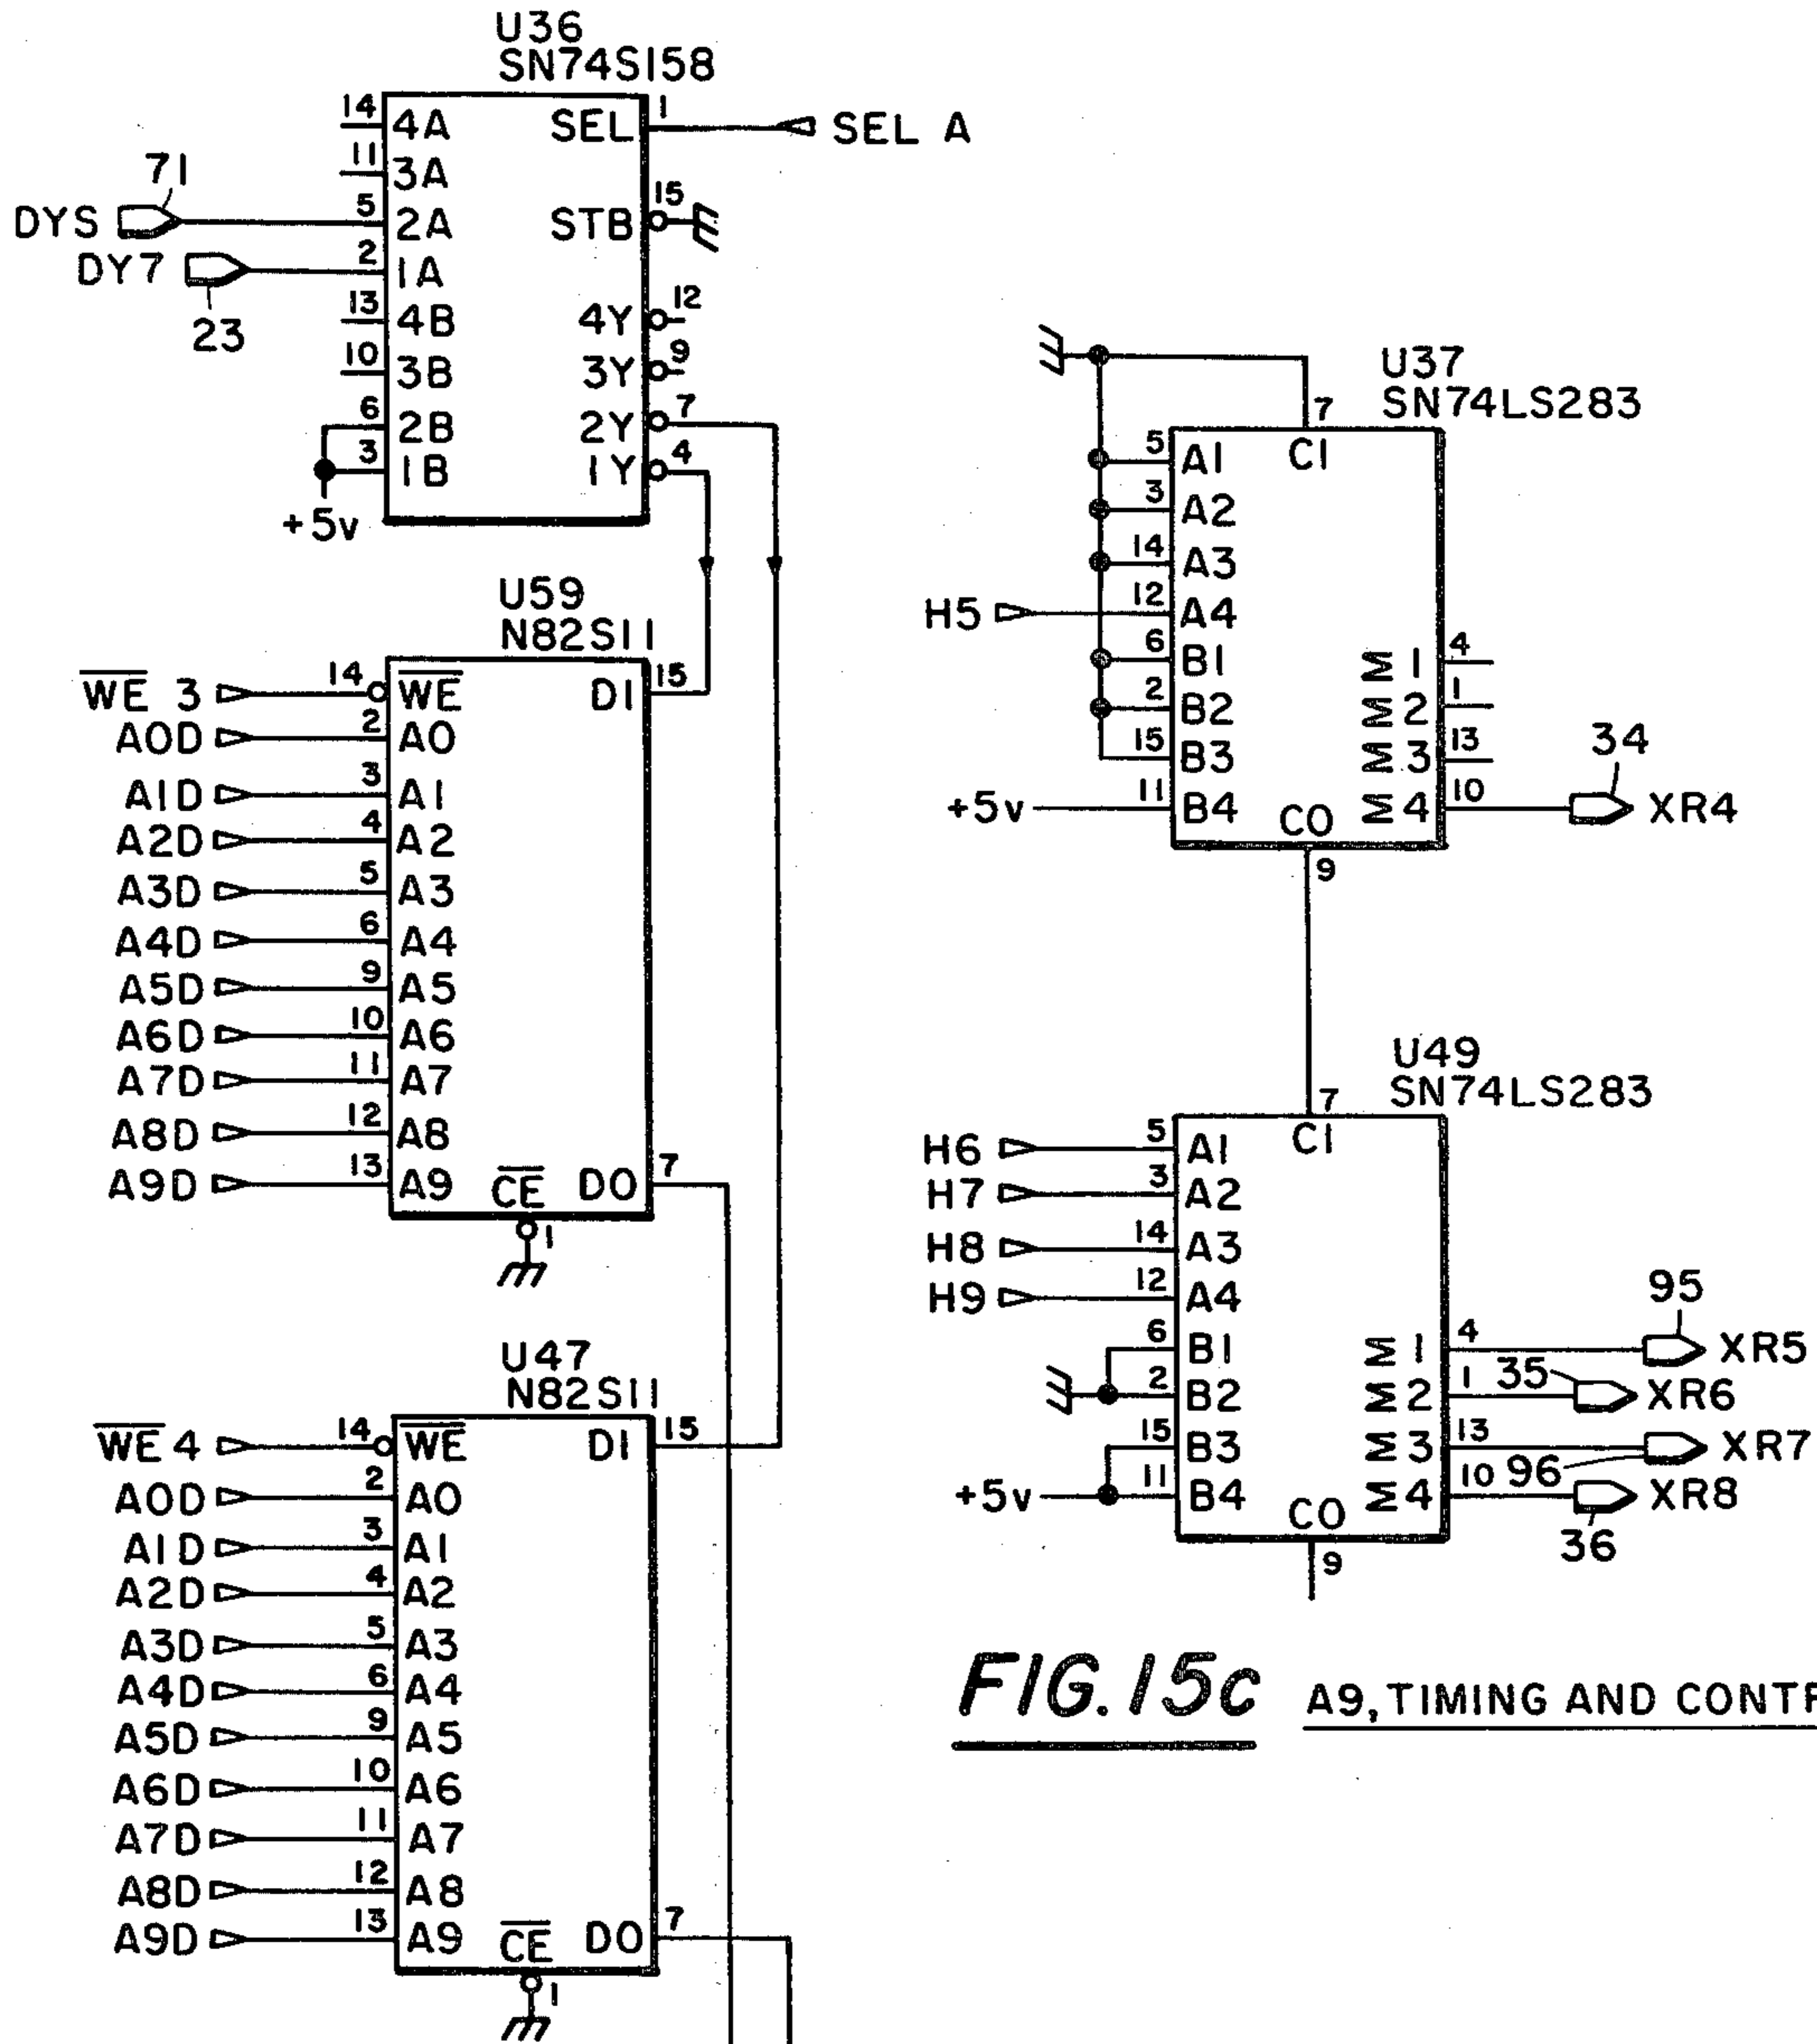 U36
SN74S158
14 4A SEL 1 SEL A
11 3A
71
DYS 5 2A STB 15
DY7 2 1A
23
13 4B 4Y 12
10 3B 3Y 9
6 2B 2Y 7
3 1B 1Y 4
+5v
U59
N82S11
WE 3 14 WE DI 15
A0D 2 A0
A1D 3 A1
A2D 4 A2
A3D 5 A3
A4D 6 A4
A5D 9 A5
A6D 10 A6
A7D 11 A7
A8D 12 A8
A9D 13 A9 CE DO 7
1
U47
N82S11
WE 4 14 WE DI 15
A0D 2 A0
A1D 3 A1
A2D 4 A2
A3D 5 A3
A4D 6 A4
A5D 9 A5
A6D 10 A6
A7D 11 A7
A8D 12 A8
A9D 13 A9 CE DO 7
1
U37
SN74LS283
7
CI
5 A1
3 A2
14 A3
H5 12 A4
6 B1 Σ1 4
2 B2 Σ2 1
15 B3 Σ3 13
34
+5v 11 B4 Σ4 10 XR4
CO
9
U49
SN74LS283
7
CI
H6 5 A1
H7 3 A2
H8 14 A3
H9 12 A4
95
6 B1 Σ1 4 XR5
2 B2 Σ2 1 35 XR6
15 B3 Σ3 13 XR7
96
+5v 11 B4 Σ4 10 XR8
36
CO
9
FIG. 15c A9, TIMING AND CONT